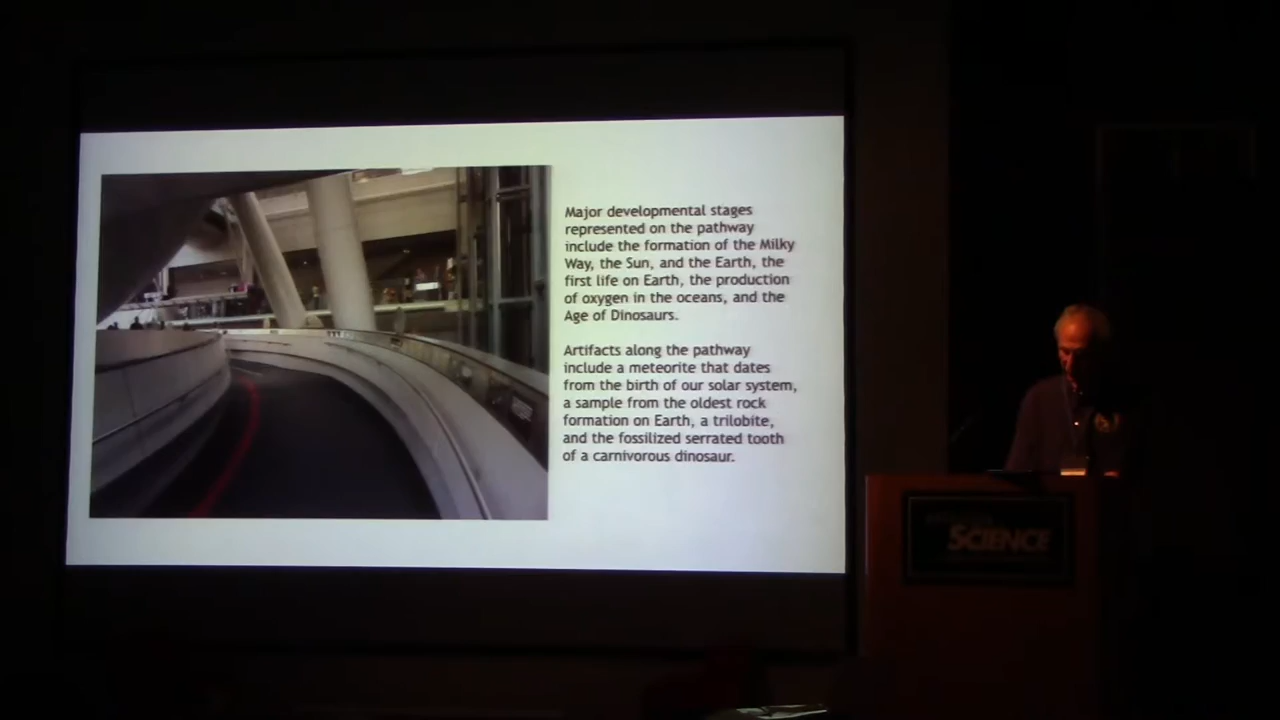 Major developmental stages
represented on the pathway
include the formation of the Milky
Way, the Sun, and the Earth, the
first life on Earth, the production
of oxygen in the oceans, and the
Age of Dinosaurs.
Artifacts along the pathway
include a meteorite that dates
from the birth of our solar system,
a sample from the oldest rock
formation on Earth, a trilobite,
and the fossilized serrated tooth
of a carnivorous dinosaur.
SCIENCE